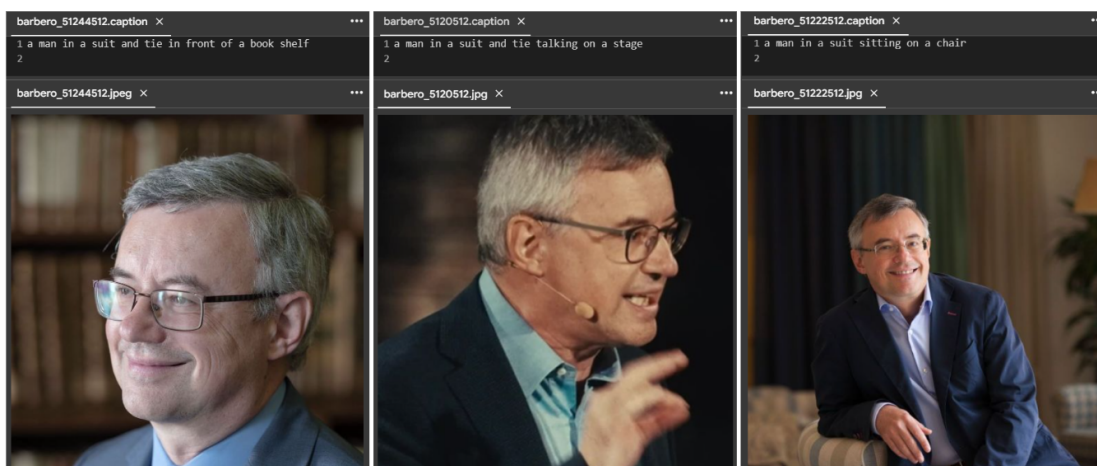 barbero_51244512.caption ×
1 a man in a suit and tie in front of a book shelf
2
barbero_51244512.jpeg ×
barbero_5120512.caption ×
1 a man in a suit and tie talking on a stage
2
barbero_5120512.jpg ×
barbero_51222512.caption ×
1 a man in a suit sitting on a chair
2
barbero_51222512.jpg ×